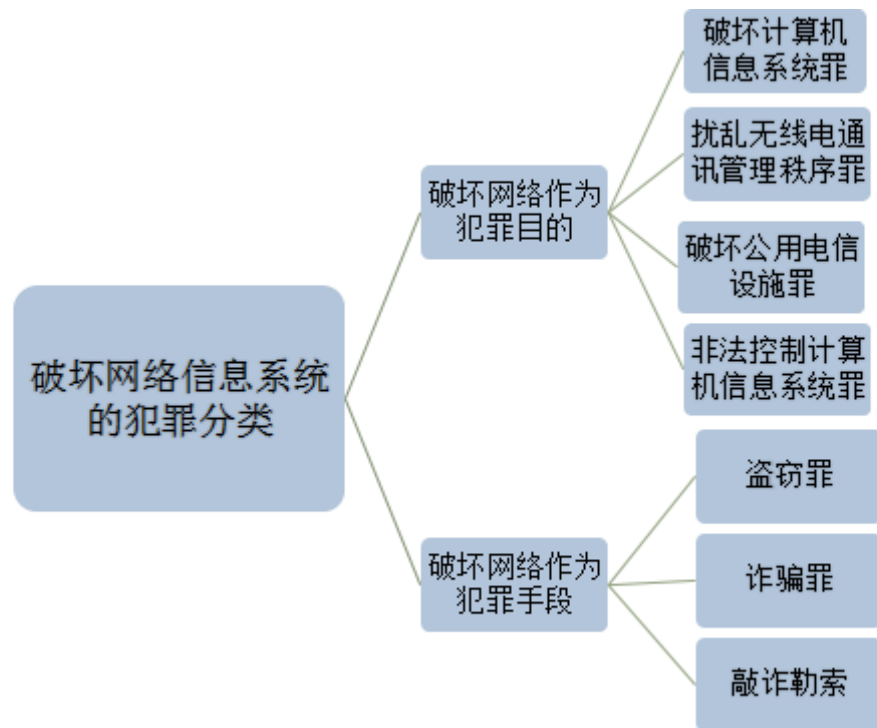 破坏网络信息系统
的犯罪分类
破坏网络作为
犯罪目的
破坏计算机
信息系统罪
扰乱无线电通
讯管理秩序罪
破坏公用电信
设施罪
非法控制计算
机信息系统罪
破坏网络作为
犯罪手段
盗窃罪
诈骗罪
敲诈勒索